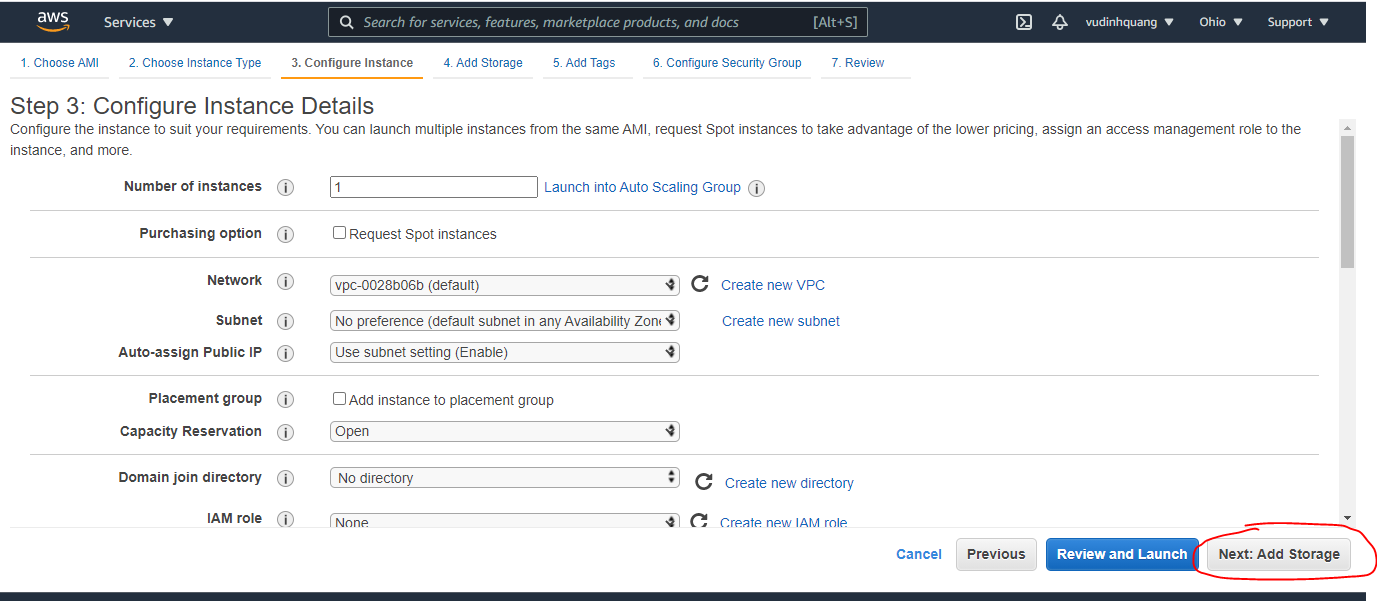 aws Services Search for services, features, marketplace products, and docs [Alt+S] vudinhquang Ohio Support
1. Choose AMI 2. Choose Instance Type 3. Configure Instance 4. Add Storage 5. Add Tags 6. Configure Security Group 7. Review
Step 3: Configure Instance Details
Configure the instance to suit your requirements. You can launch multiple instances from the same AMI, request Spot instances to take advantage of the lower pricing, assign an access management role to the
instance, and more.
Number of instances i 1 Launch into Auto Scaling Group i
Purchasing option i Request Spot instances
Network i vpc-0028b06b (default) Create new VPC
Subnet i No preference (default subnet in any Availability Zone Create new subnet
Auto-assign Public IP i Use subnet setting (Enable)
Placement group i Add instance to placement group
Capacity Reservation i Open
Domain join directory i No directory Create new directory
IAM role i None Create new IAM role
Cancel Previous Review and Launch Next: Add Storage